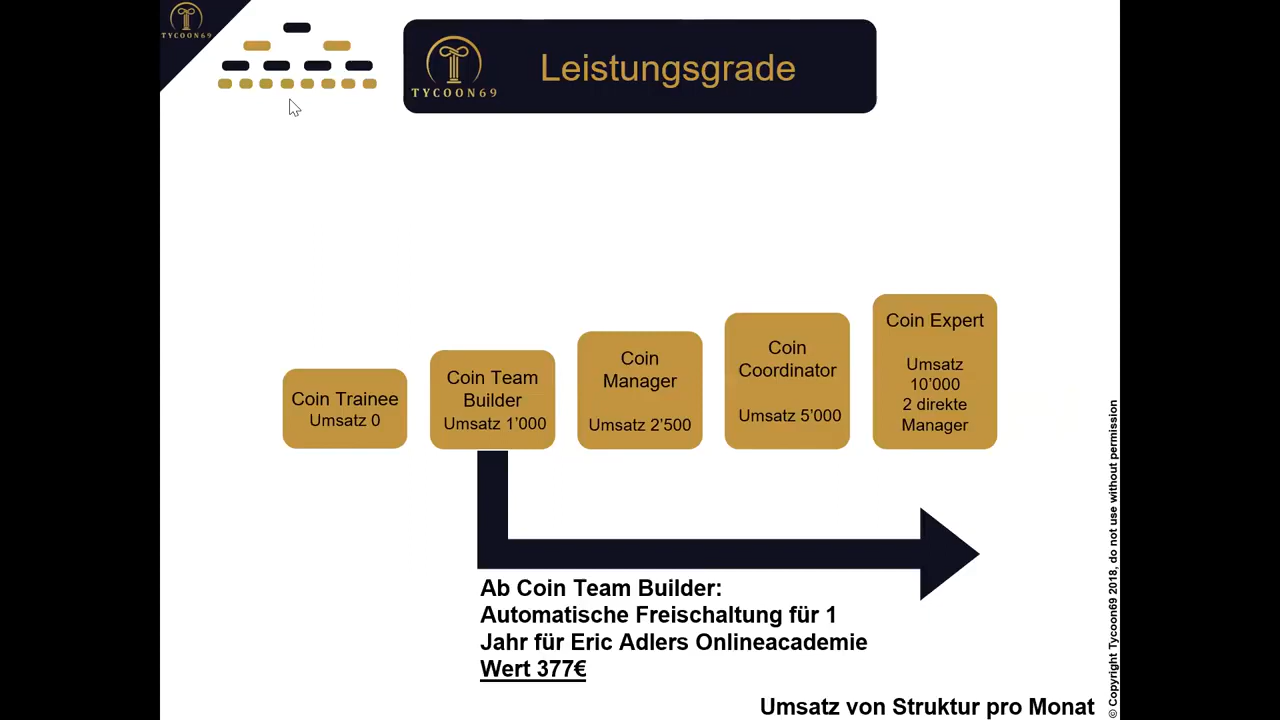 TYCOON69
TYCOON69
Leistungsgrade
Coin Trainee
Umsatz 0
Coin Team
Builder
Umsatz 1’000
Coin
Manager
Umsatz 2’500
Coin
Coordinator
Umsatz 5’000
Coin Expert
Umsatz
10’000
2 direkte
Manager
Ab Coin Team Builder:
Automatische Freischaltung für 1
Jahr für Eric Adlers Onlineacademie
Wert 377€
Umsatz von Struktur pro Monat
© Copyright Tycoon69 2018, do not use without permission